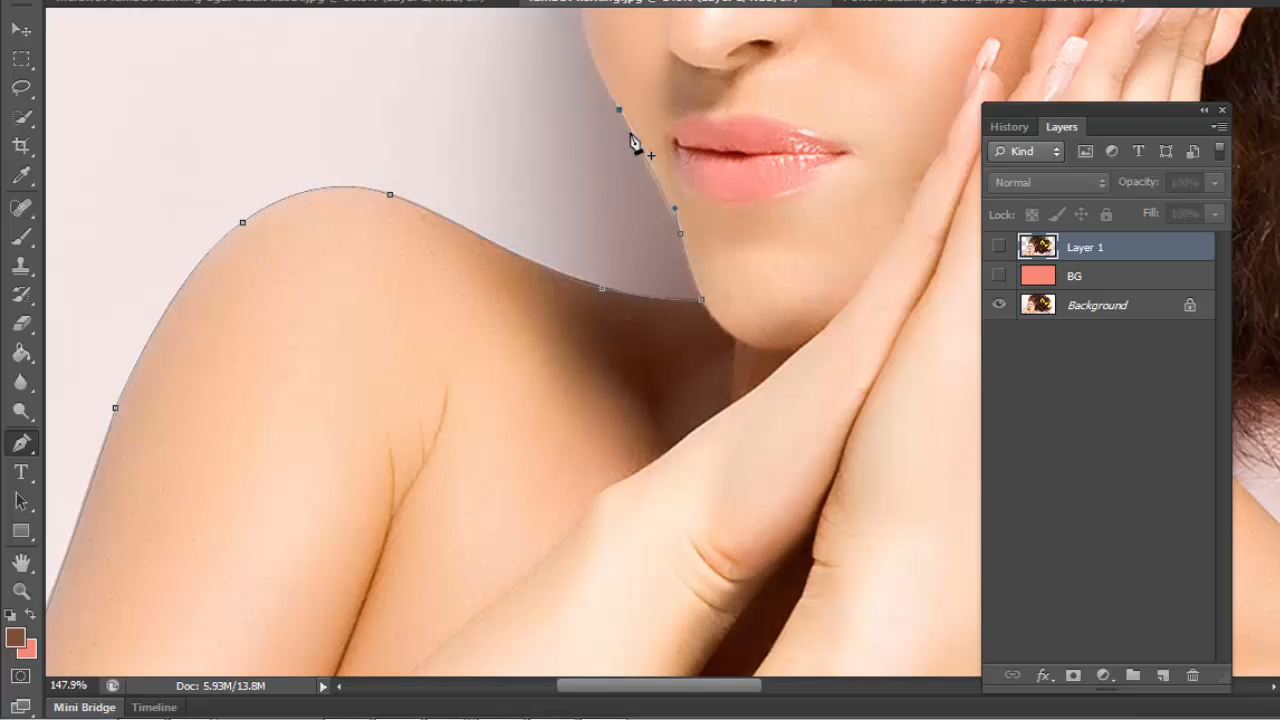 History Layers
Kind
Normal Opacity: 100%
Lock: Fill: 100%
Layer 1
BG
Background
T
fx
147.9% Doc: 5.93M/13.8M
Mini Bridge Timeline